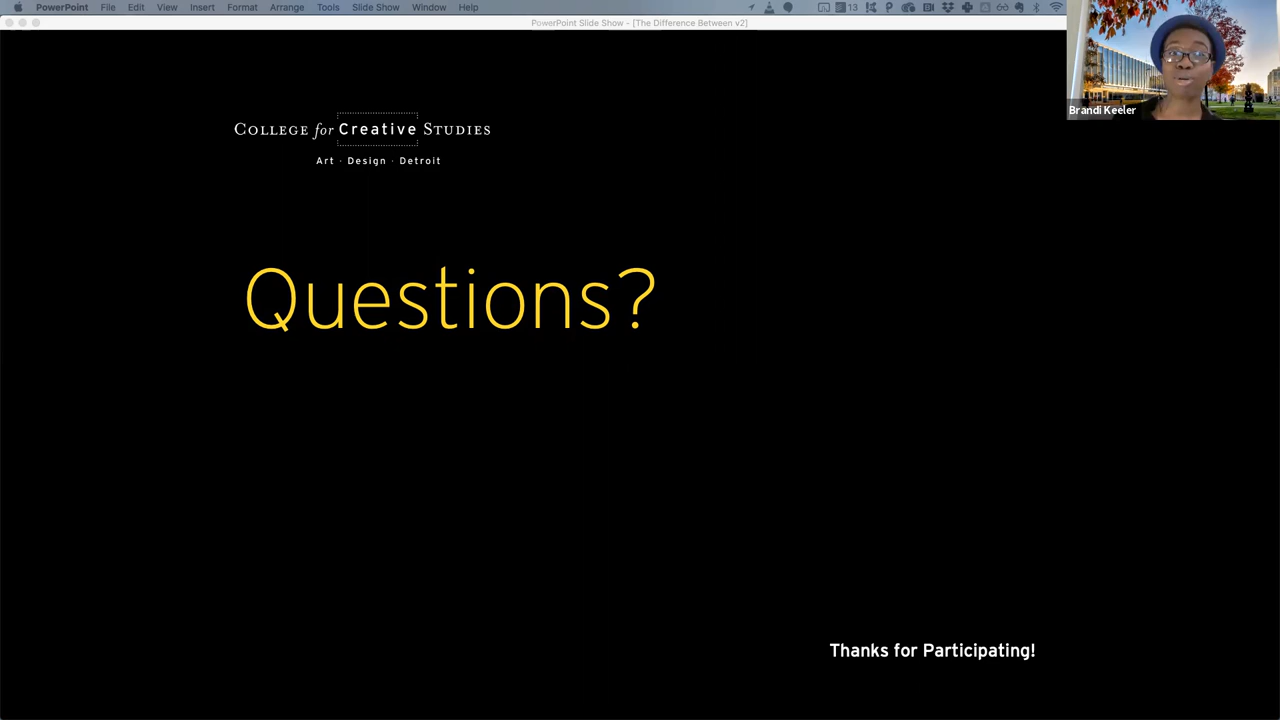 PowerPoint File Edit View Insert Format Arrange Tools Slide Show Window Help 13
PowerPoint Slide Show - [The Difference Between v2]
Brandi Keeler
College for Creative Studies
Art · Design · Detroit
Questions?
Thanks for Participating!